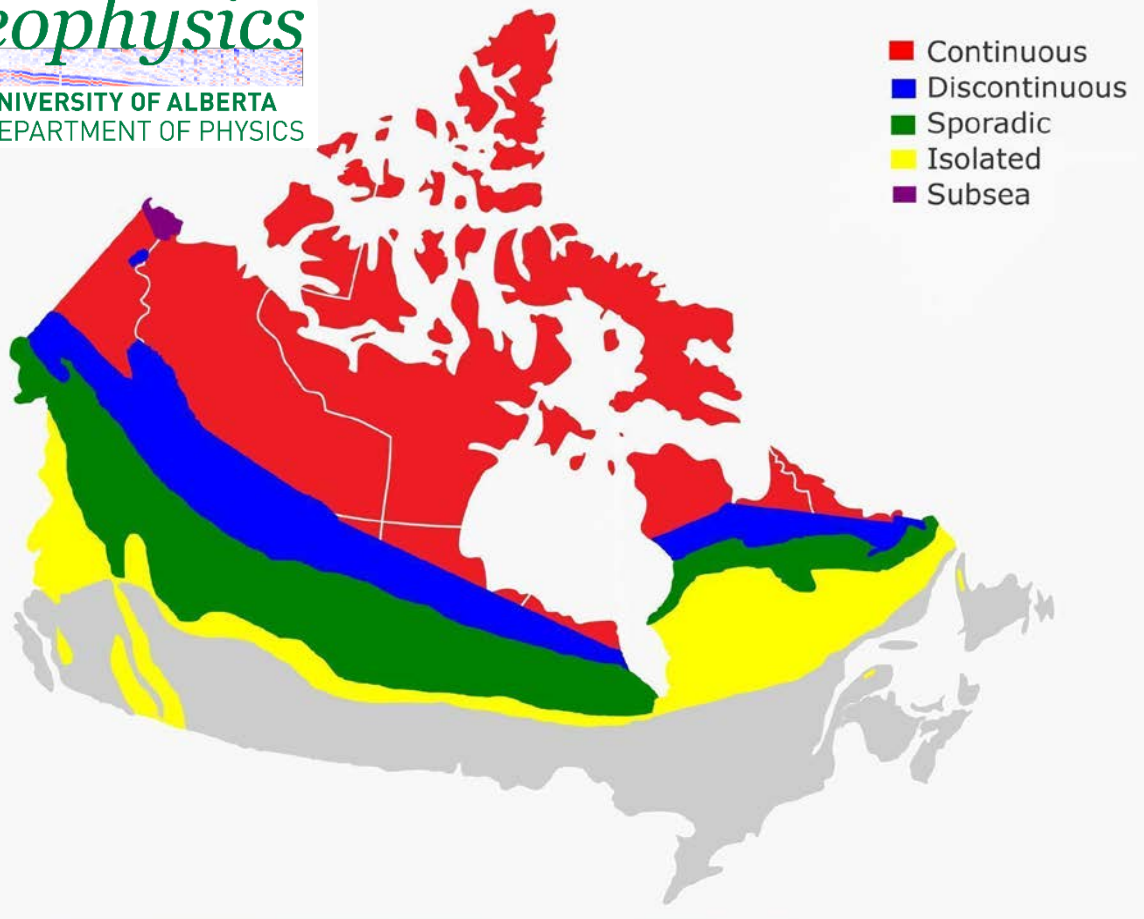 eophysics
NIVERSITY OF ALBERTA
EPARTMENT OF PHYSICS
Continuous
Discontinuous
Sporadic
Isolated
Subsea